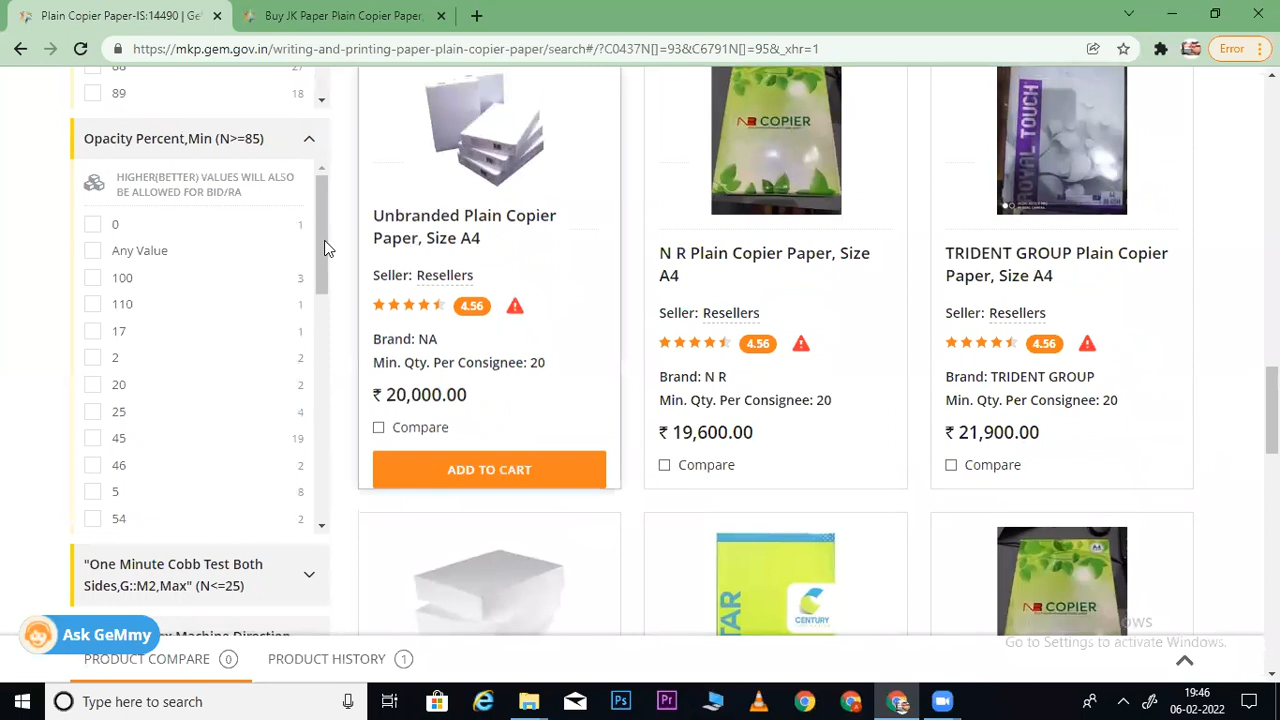 Plain Copier Paper-IS:14490 | Ge
Buy JK Plain Copier Paper,
https://mkp.gem.gov.in/writing-and-printing-paper-plain-copier-paper/search#/?C0437N[]=93&C6791N[]=95&_xhr=1
Error
88 27
89 18
Opacity Percent,Min (N>=85)
HIGHER(BETTER) VALUES WILL ALSO
BE ALLOWED FOR BID/RA
0 1
Any Value
100 3
110 1
17 1
2 2
20 2
25 4
45 19
46 2
5 8
54 2
"One Minute Cobb Test Both
Sides,G::M2,Max" (N<=25)
Machine Direction
Unbranded Plain Copier
Paper, Size A4
Seller: Resellers
4.56
Brand: NA
Min. Qty. Per Consignee: 20
₹ 20,000.00
Compare
ADD TO CART
NR COPIER
N R Plain Copier Paper, Size
A4
Seller: Resellers
4.56
Brand: N R
Min. Qty. Per Consignee: 20
₹ 19,600.00
Compare
ROYAL TOUCH
TRIDENT GROUP Plain Copier
Paper, Size A4
Seller: Resellers
4.56
Brand: TRIDENT GROUP
Min. Qty. Per Consignee: 20
₹ 21,900.00
Compare
STAR
CENTURY
A4
NR COPIER
Ask GeMmy
Go to Settings to activate Windows.
PRODUCT COMPARE 0
PRODUCT HISTORY 1
Type here to search
19:46
06-02-2022